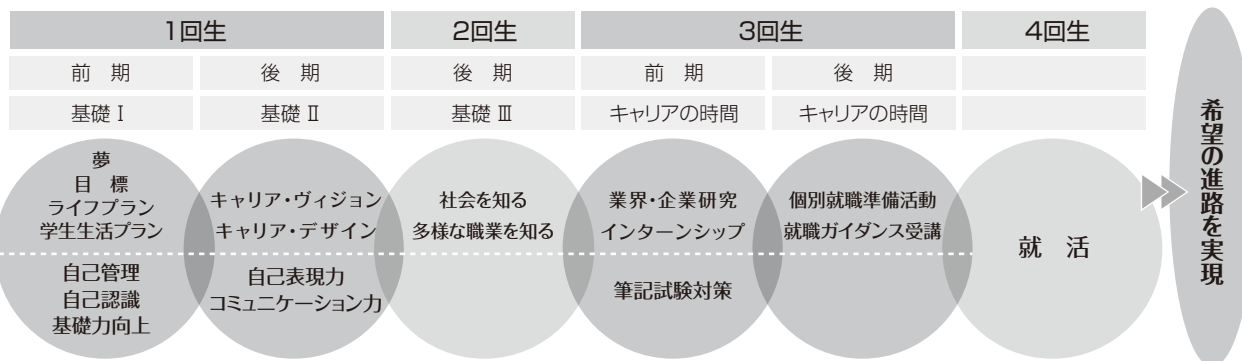 1回生
2回生
3回生
4回生
前 期
後 期
後 期
前 期
後 期
基礎 I
基礎 II
基礎 III
キャリアの時間
キャリアの時間
夢
目 標
ライフプラン
学生生活プラン
自己管理
自己認識
基礎力向上
キャリア・ヴィジョン
キャリア・デザイン
自己表現力
コミュニケーション力
社会を知る
多様な職業を知る
業界・企業研究
インターンシップ
筆記試験対策
個別就職準備活動
就職ガイダンス受講
就 活
希望の進路を実現